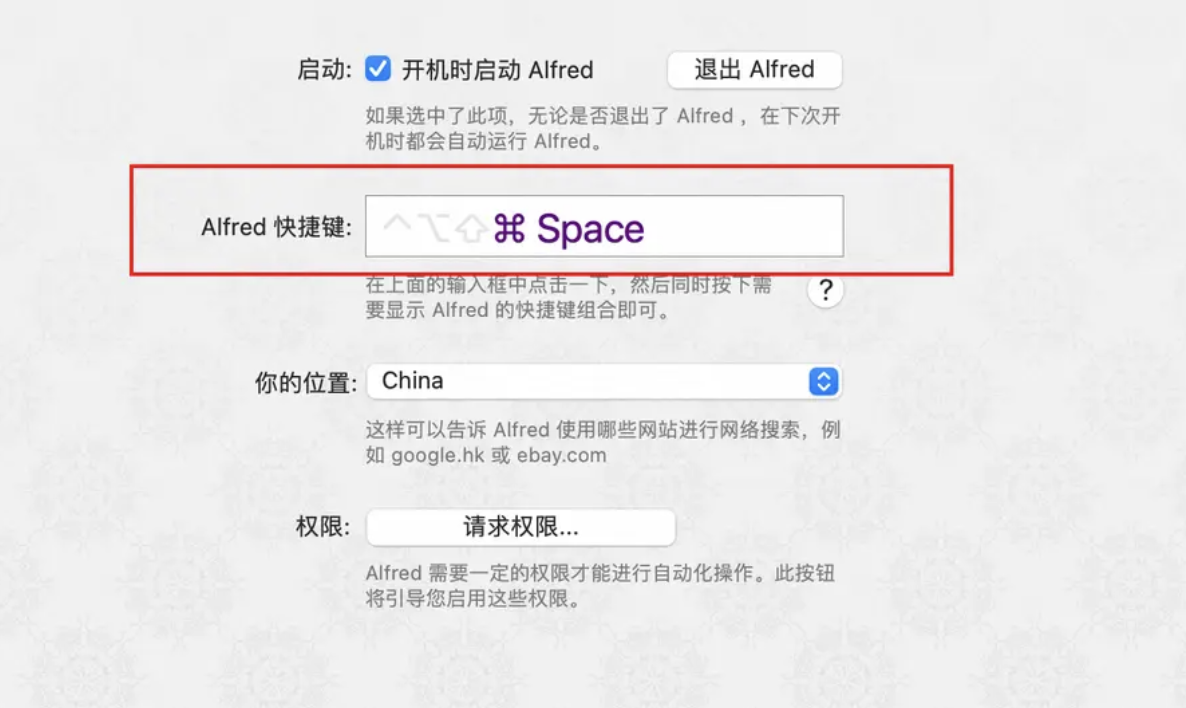 启动: 开机时启动 Alfred 退出 Alfred
如果选中了此项，无论是否退出了 Alfred ，在下次开
机时都会自动运行 Alfred。
Alfred 快捷键: ^⌥⇧⌘ Space
在上面的输入框中点击一下，然后同时按下需
要显示 Alfred 的快捷键组合即可。 ?
你的位置: China
这样可以告诉 Alfred 使用哪些网站进行网络搜索，例
如 google.hk 或 ebay.com
权限: 请求权限...
Alfred 需要一定的权限才能进行自动化操作。此按钮
将引导您启用这些权限。